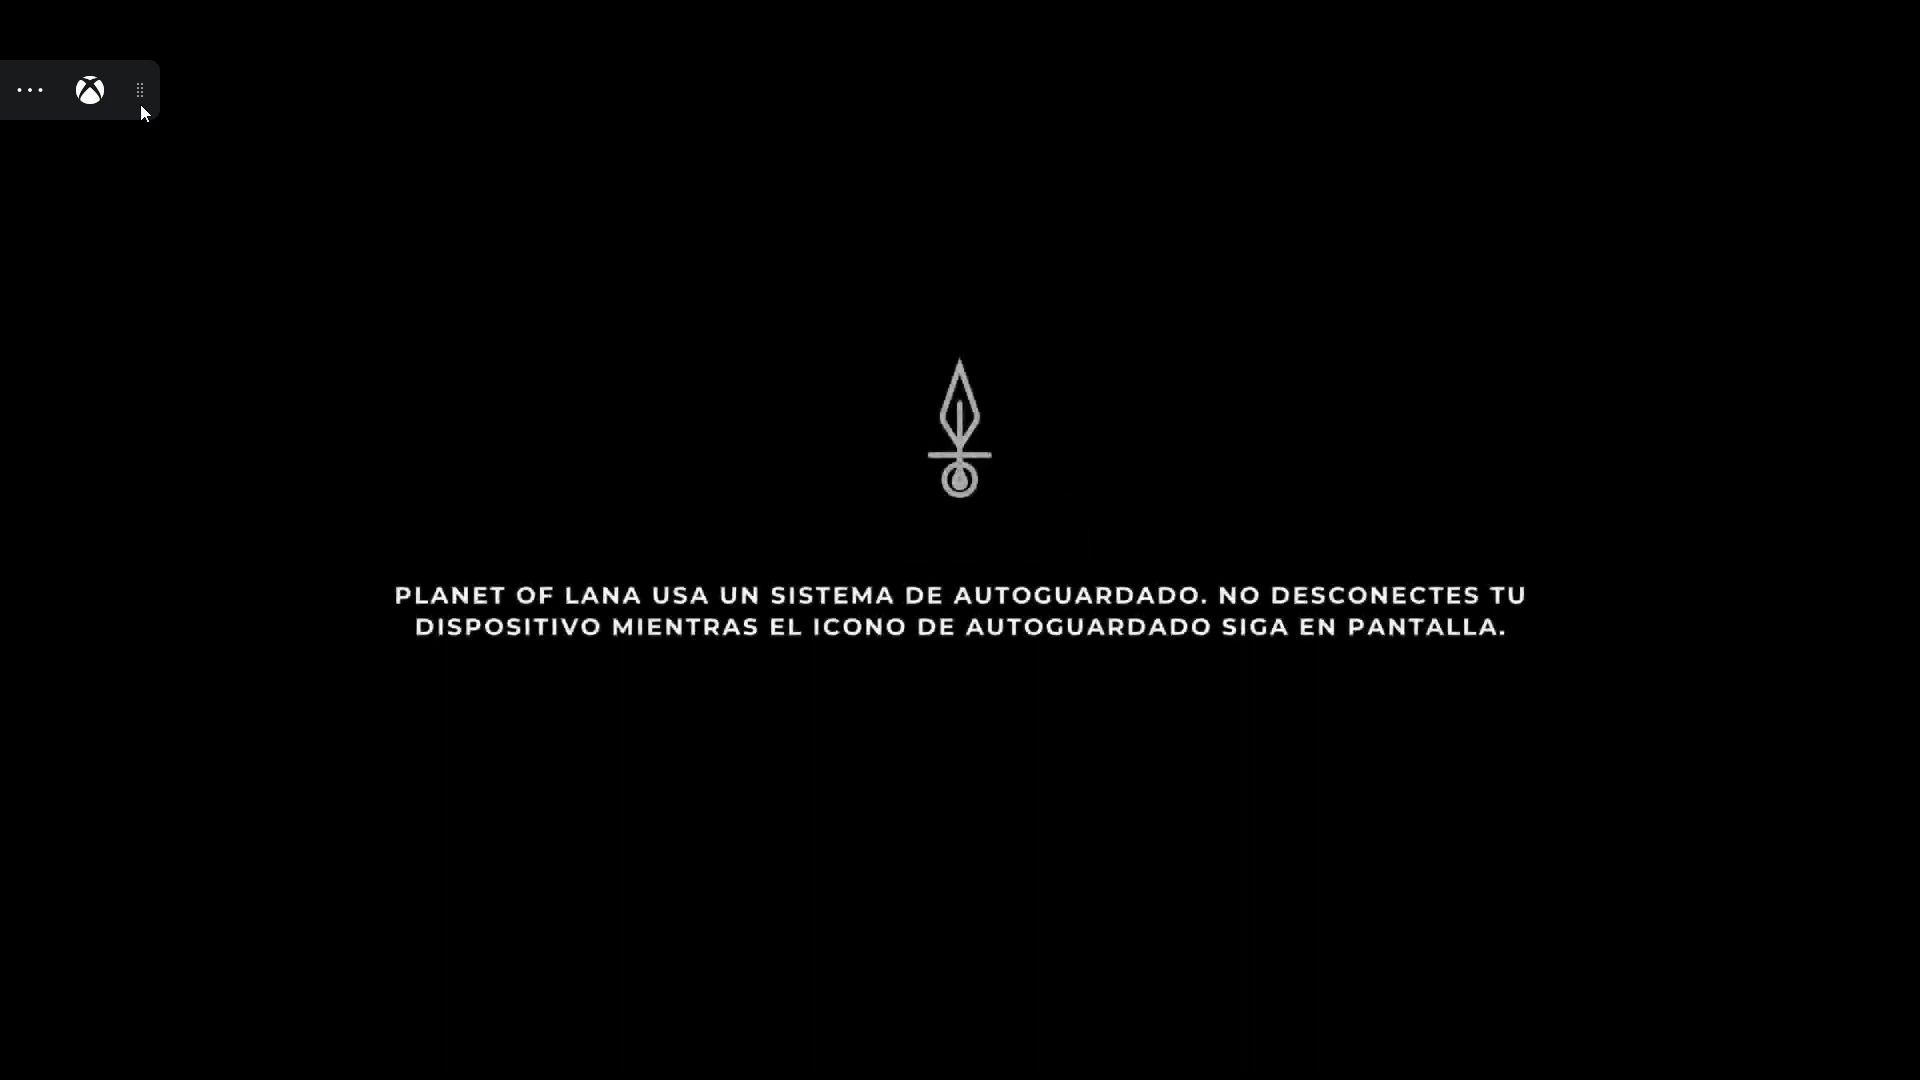 PLANET OF LANA USA UN SISTEMA DE AUTOGUARDADO. NO DESCONECTES TU
DISPOSITIVO MIENTRAS EL ICONO DE AUTOGUARDADO SIGA EN PANTALLA.